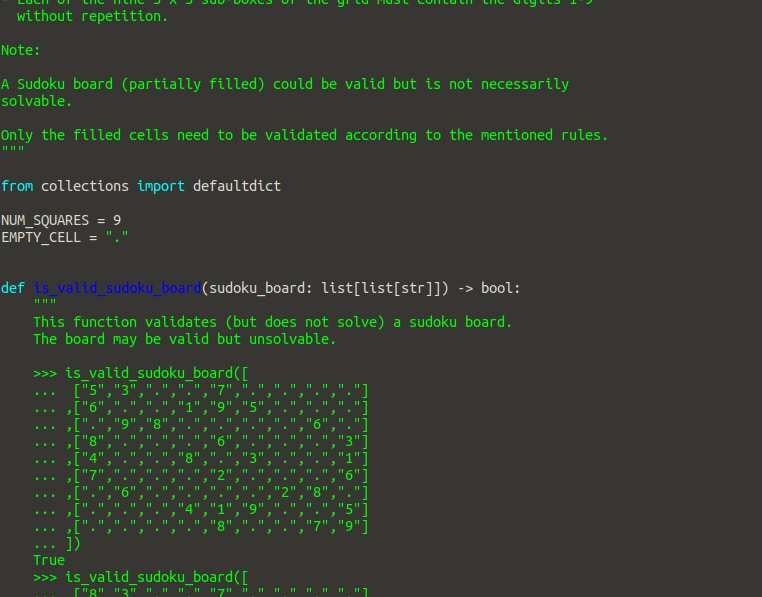 * Each of the nine 3 x 3 sub-boxes of the grid must contain the digits 1-9
  without repetition.

Note:

A Sudoku board (partially filled) could be valid but is not necessarily
solvable.

Only the filled cells need to be validated according to the mentioned rules.
"""

from collections import defaultdict

NUM_SQUARES = 9
EMPTY_CELL = "."


def is_valid_sudoku_board(sudoku_board: list[list[str]]) -> bool:
    """
    This function validates (but does not solve) a sudoku board.
    The board may be valid but unsolvable.

    >>> is_valid_sudoku_board([
    ...  ["5","3",".",".","7",".",".",".","."]
    ... ,["6",".",".","1","9","5",".",".","."]
    ... ,[".","9","8",".",".",".",".","6","."]
    ... ,["8",".",".",".","6",".",".",".","3"]
    ... ,["4",".",".","8",".","3",".",".","1"]
    ... ,["7",".",".",".","2",".",".",".","6"]
    ... ,[".","6",".",".",".",".","2","8","."]
    ... ,[".",".",".","4","1","9",".",".","5"]
    ... ,[".",".",".",".","8",".",".","7","9"]
    ... ])
    True
    >>> is_valid_sudoku_board([
    ...  ["8","3",".",".","7",".",".",".","."]